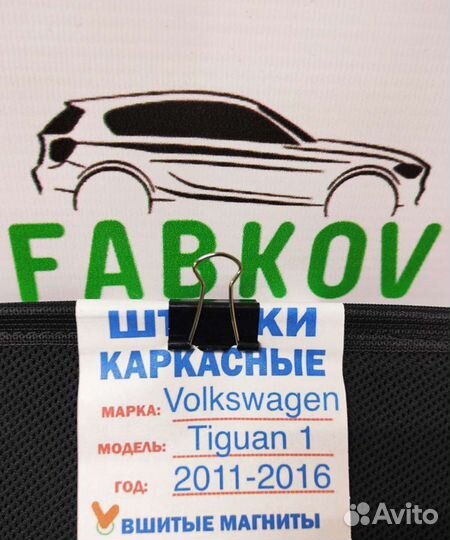 FABKOV
КАРКАСНЫЕ
МАРКА: Volkswagen
МОДЕЛЬ: Tiguan 1
ГОД: 2011-2016
ВШИТЫЕ МАГНИТЫ
Avito